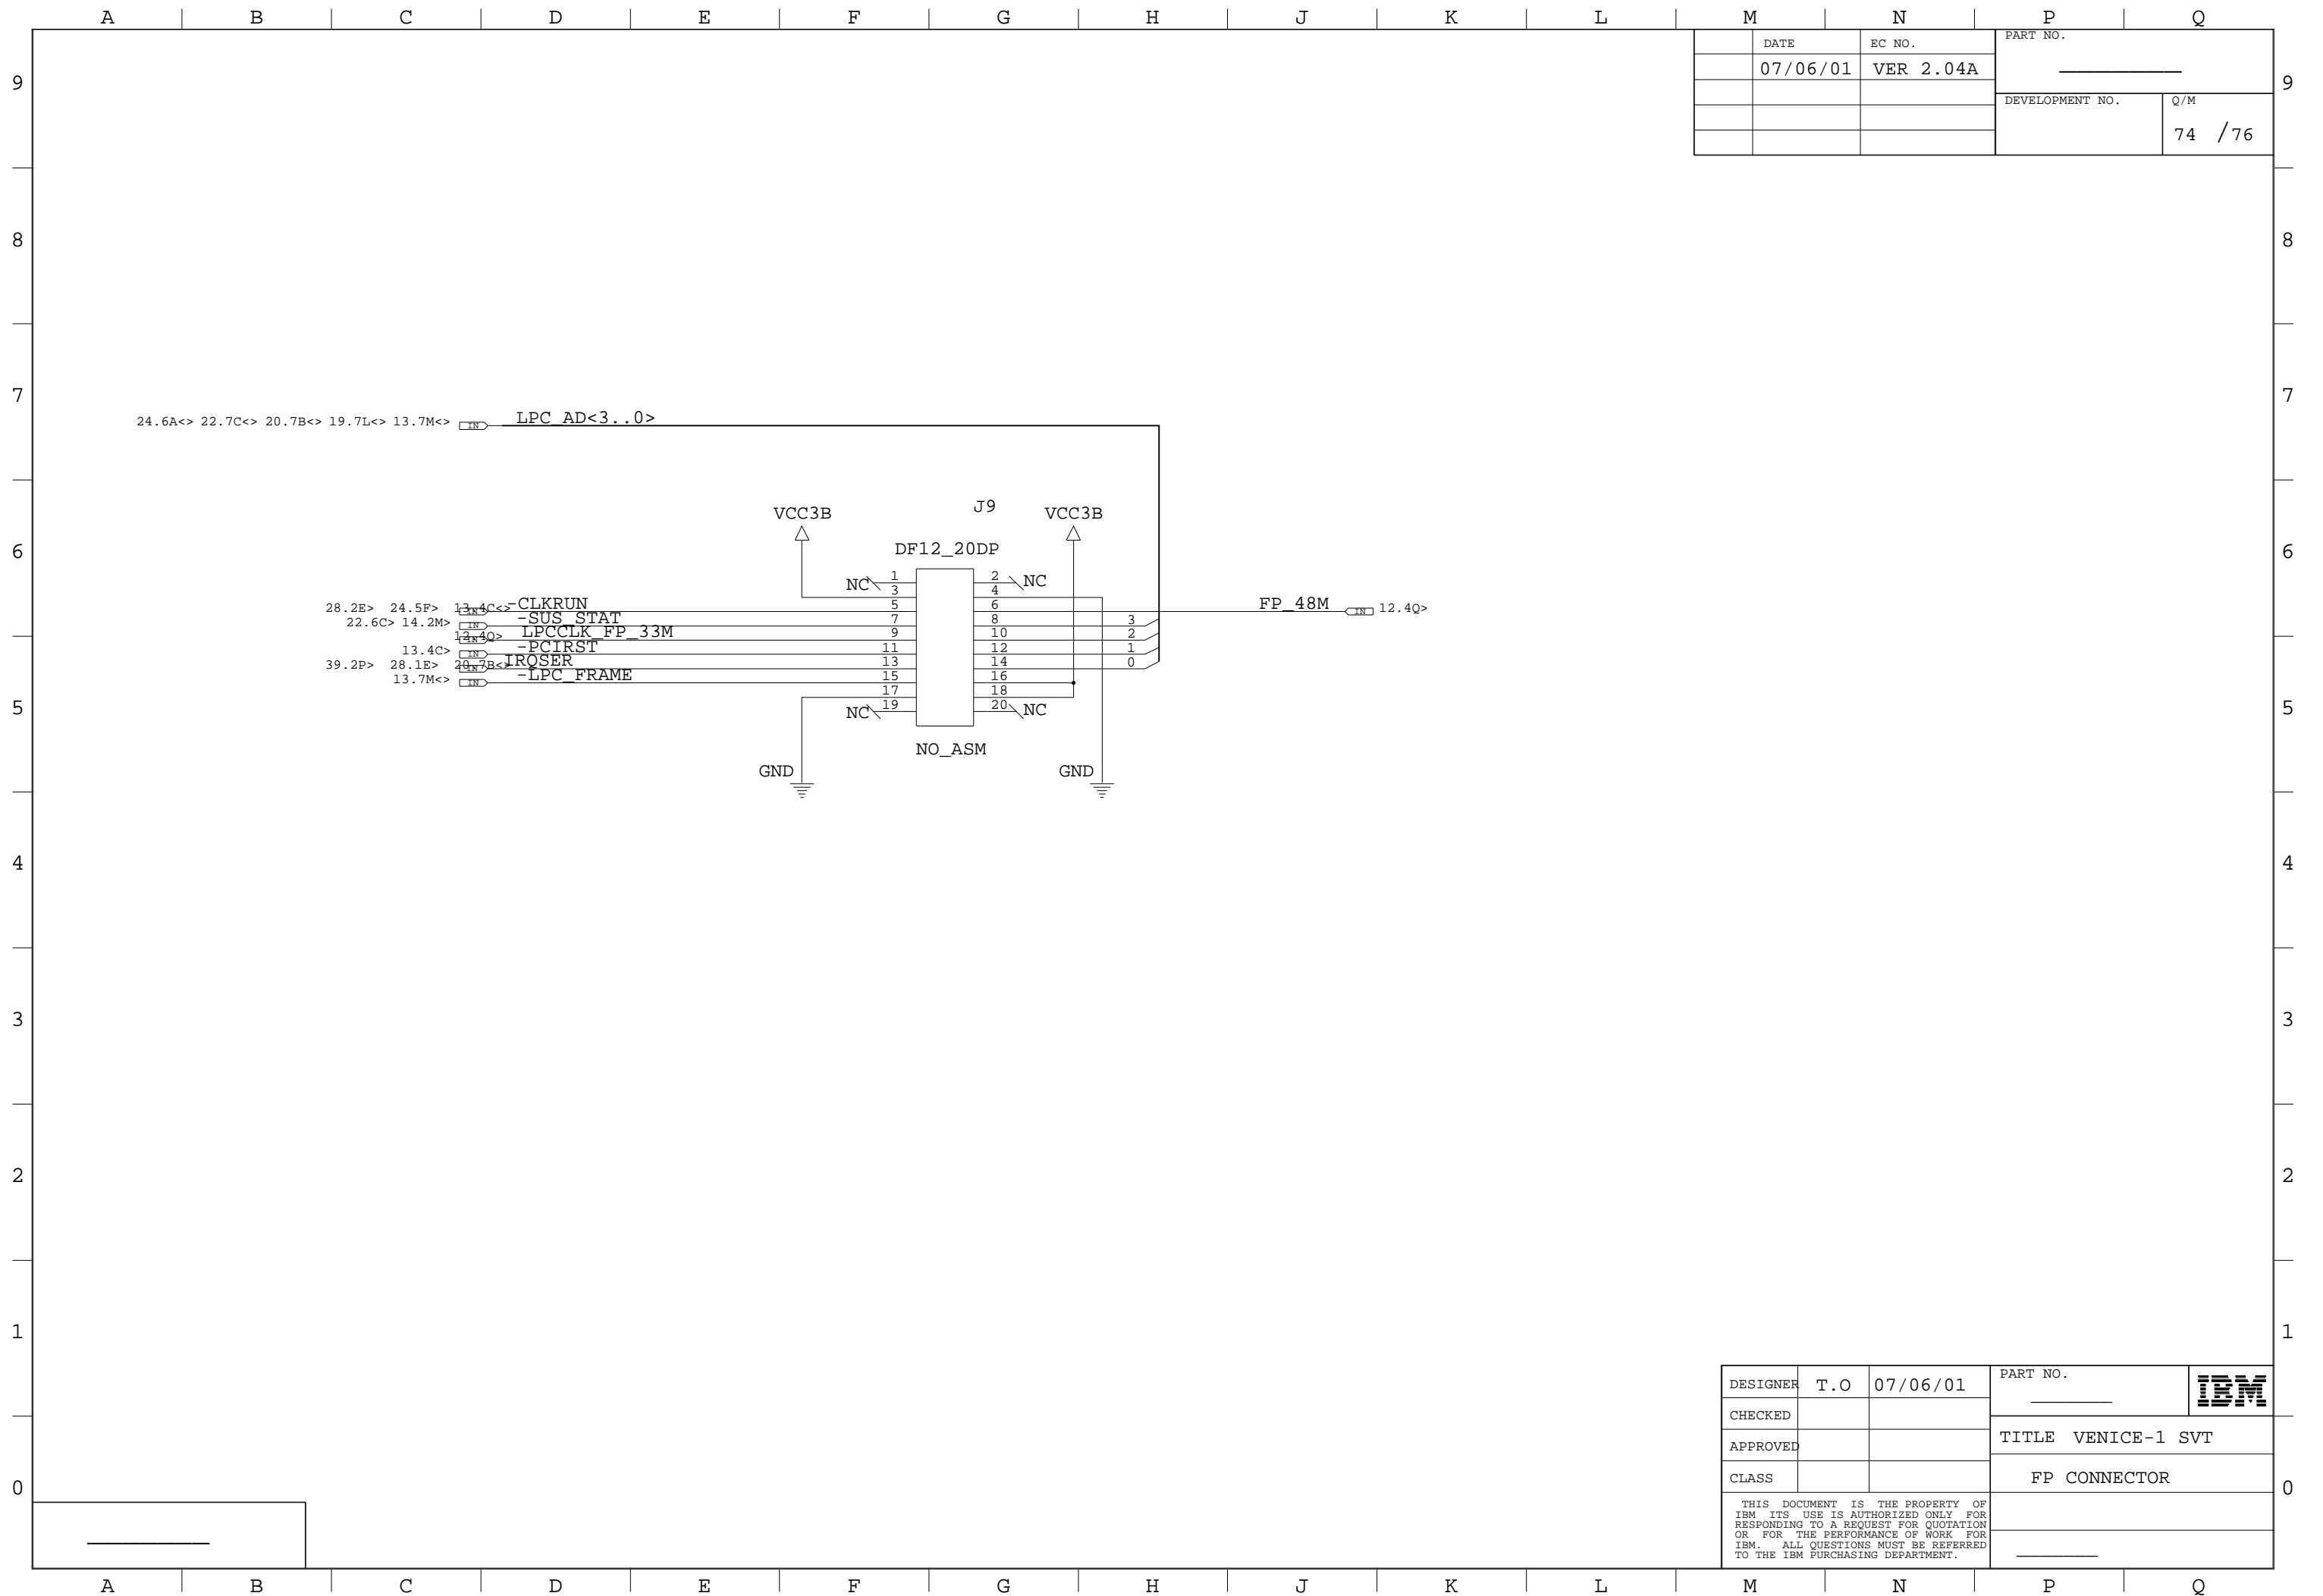 A B C D E F G H J K L M N P Q
DATE EC NO. PART NO.
07/06/01 VER 2.04A
9 9
DEVELOPMENT NO. Q/M
74 /76
8 8
7 7
24.6A<> 22.7C<> 20.7B<> 19.7L<> 13.7M<> IN LPC_AD<3..0>
J9
VCC3B VCC3B
6 6
DF12_20DP
NC 1 2 NC
3 4
28.2E> 24.5F> 13.4C<> IN -CLKRUN 5 6 FP_48M IN 12.4Q>
22.6C> 14.2M> IN -SUS_STAT 7 8 3
12.4Q> IN LPCCLK_FP_33M 9 10 2
13.4C> IN -PCIRST 11 12 1
39.2P> 28.1E> 20.7B<> IN IRQSER 13 14 0
13.7M<> IN -LPC_FRAME 15 16
17 18
5 5
NC 19 20 NC
NO_ASM
GND GND
4 4
3 3
2 2
1 1
DESIGNER T.O 07/06/01 PART NO. IBM
CHECKED
APPROVED TITLE VENICE-1 SVT
CLASS FP CONNECTOR
0 0
THIS DOCUMENT IS THE PROPERTY OF
IBM ITS USE IS AUTHORIZED ONLY FOR
RESPONDING TO A REQUEST FOR QUOTATION
OR FOR THE PERFORMANCE OF WORK FOR
IBM. ALL QUESTIONS MUST BE REFERRED
TO THE IBM PURCHASING DEPARTMENT.
A B C D E F G H J K L M N P Q